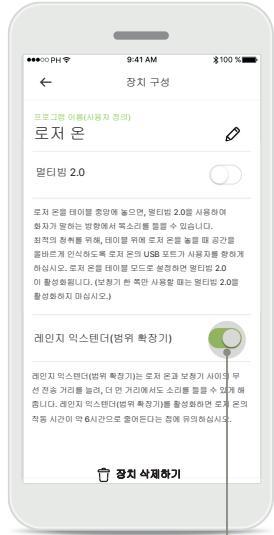 PH 9:41 AM 100 %
장치 구성
프로그램 이름(사용자 정의)
로저 온
멀티빔 2.0
로저 온을 테이블 중앙에 놓으면, 멀티빔 2.0을 사용하여
화자가 말하는 방향에서 목소리를 들을 수 있습니다.
최적의 청취를 위해, 테이블 위에 로저 온을 놓을 때 공간을
올바르게 인식하도록 로저 온의 USB 포트가 사용자를 향하게
하십시오. 로저 온을 테이블 모드로 설정하면 멀티빔 2.0
이 활성화됩니다. (보청기 한 쪽만 사용할 때는 멀티빔 2.0을
활성화하지 마십시오.)
레인지 익스텐더(범위 확장기)
레인지 익스텐더(범위 확장기)는 로저 온과 보청기 사이의 무
선 전송 거리를 늘려, 더 먼 거리에서도 소리를 들을 수 있게 해
줍니다. 레인지 익스텐더(범위 확장기)를 활성화하면 로저 온의
작동 시간이 약 6시간으로 줄어든다는 점에 유의하십시오.
장치 삭제하기